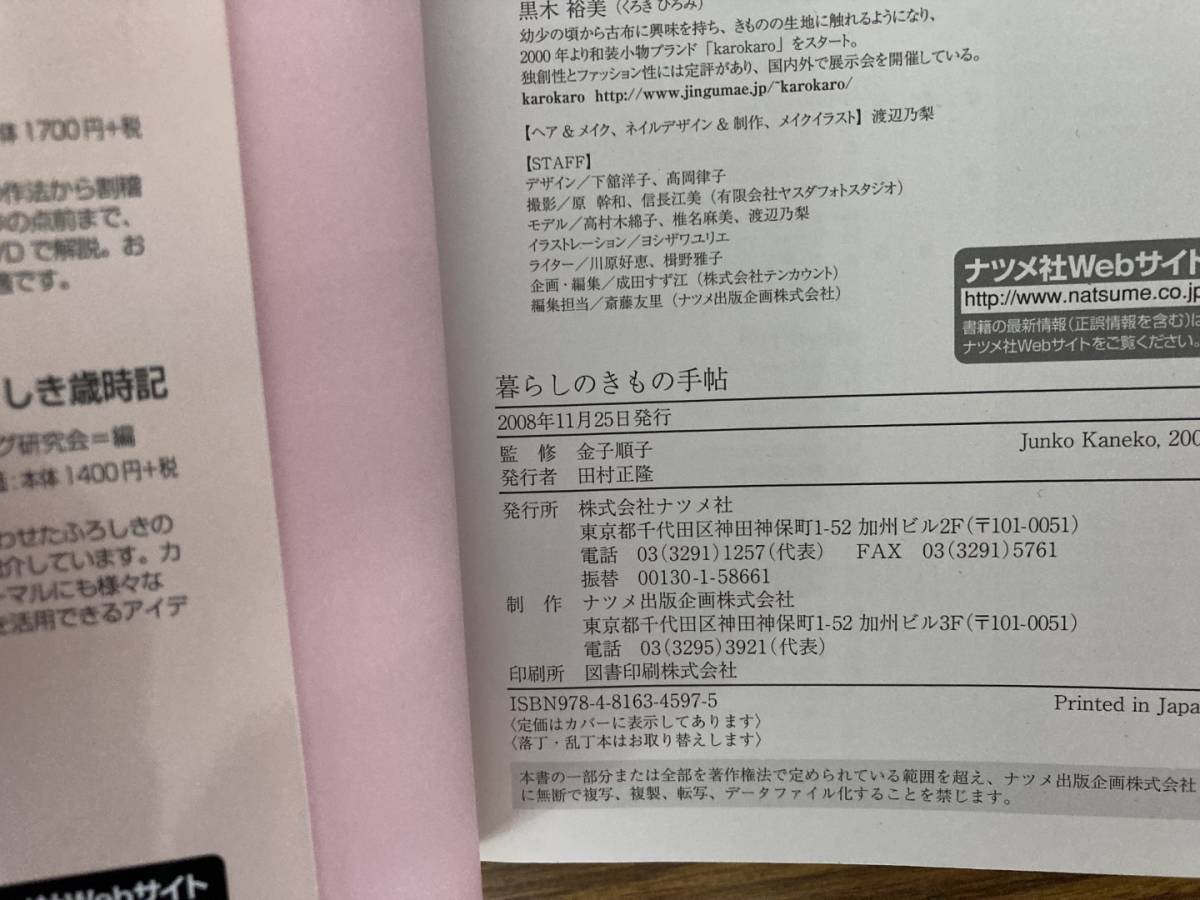 体 1700円+税
作法から割稽
の点前まで、
VDで解説。お
書です。
しき歳時記
グ研究会=編
:本体 1400円+税
わせたふろしきの
介しています。カ
ーマルにも様々な
を活用できるアイデ
Webサイト
黒木 裕美（くろき ひろみ）
幼少の頃から古布に興味を持ち、きものの生地に触れるようになり、
2000年より和装小物ブランド「karokaro」をスタート。
独創性とファッション性には定評があり、国内外で展示会を開催している。
karokaro http://www.jingumae.jp/~karokaro/
【ヘア & メイク、ネイルデザイン & 制作、メイクイラスト】 渡辺乃梨
【STAFF】
デザイン／下舘洋子、髙岡律子
撮影／原 幹和、信長江美（有限会社ヤスダフォトスタジオ）
モデル／高村木綿子、椎名麻美、渡辺乃梨
イラストレーション／ヨシザワユリエ
ライター／川原好恵、楫野雅子
企画・編集／成田すず江（株式会社テンカウント）
編集担当／斎藤友里（ナツメ出版企画株式会社）
ナツメ社Webサイト
http://www.natsume.co.jp
書籍の最新情報（正誤情報を含む）は
ナツメ社Webサイトをご覧ください。
暮らしのきもの手帖
2008年11月25日発行
監 修 金子順子
Junko Kaneko, 200
発行者 田村正隆
発行所 株式会社ナツメ社
東京都千代田区神田神保町1-52 加州ビル2F（〒101-0051）
電話 03（3291）1257（代表） FAX 03（3291）5761
振替 00130-1-58661
制 作 ナツメ出版企画株式会社
東京都千代田区神田神保町1-52 加州ビル3F（〒101-0051）
電話 03（3295）3921（代表）
印刷所 図書印刷株式会社
ISBN978-4-8163-4597-5
Printed in Japa
〈定価はカバーに表示してあります〉
〈落丁・乱丁本はお取り替えします〉
本書の一部分または全部を著作権法で定められている範囲を超え、ナツメ出版企画株式会社
に無断で複写、複製、転写、データファイル化することを禁じます。